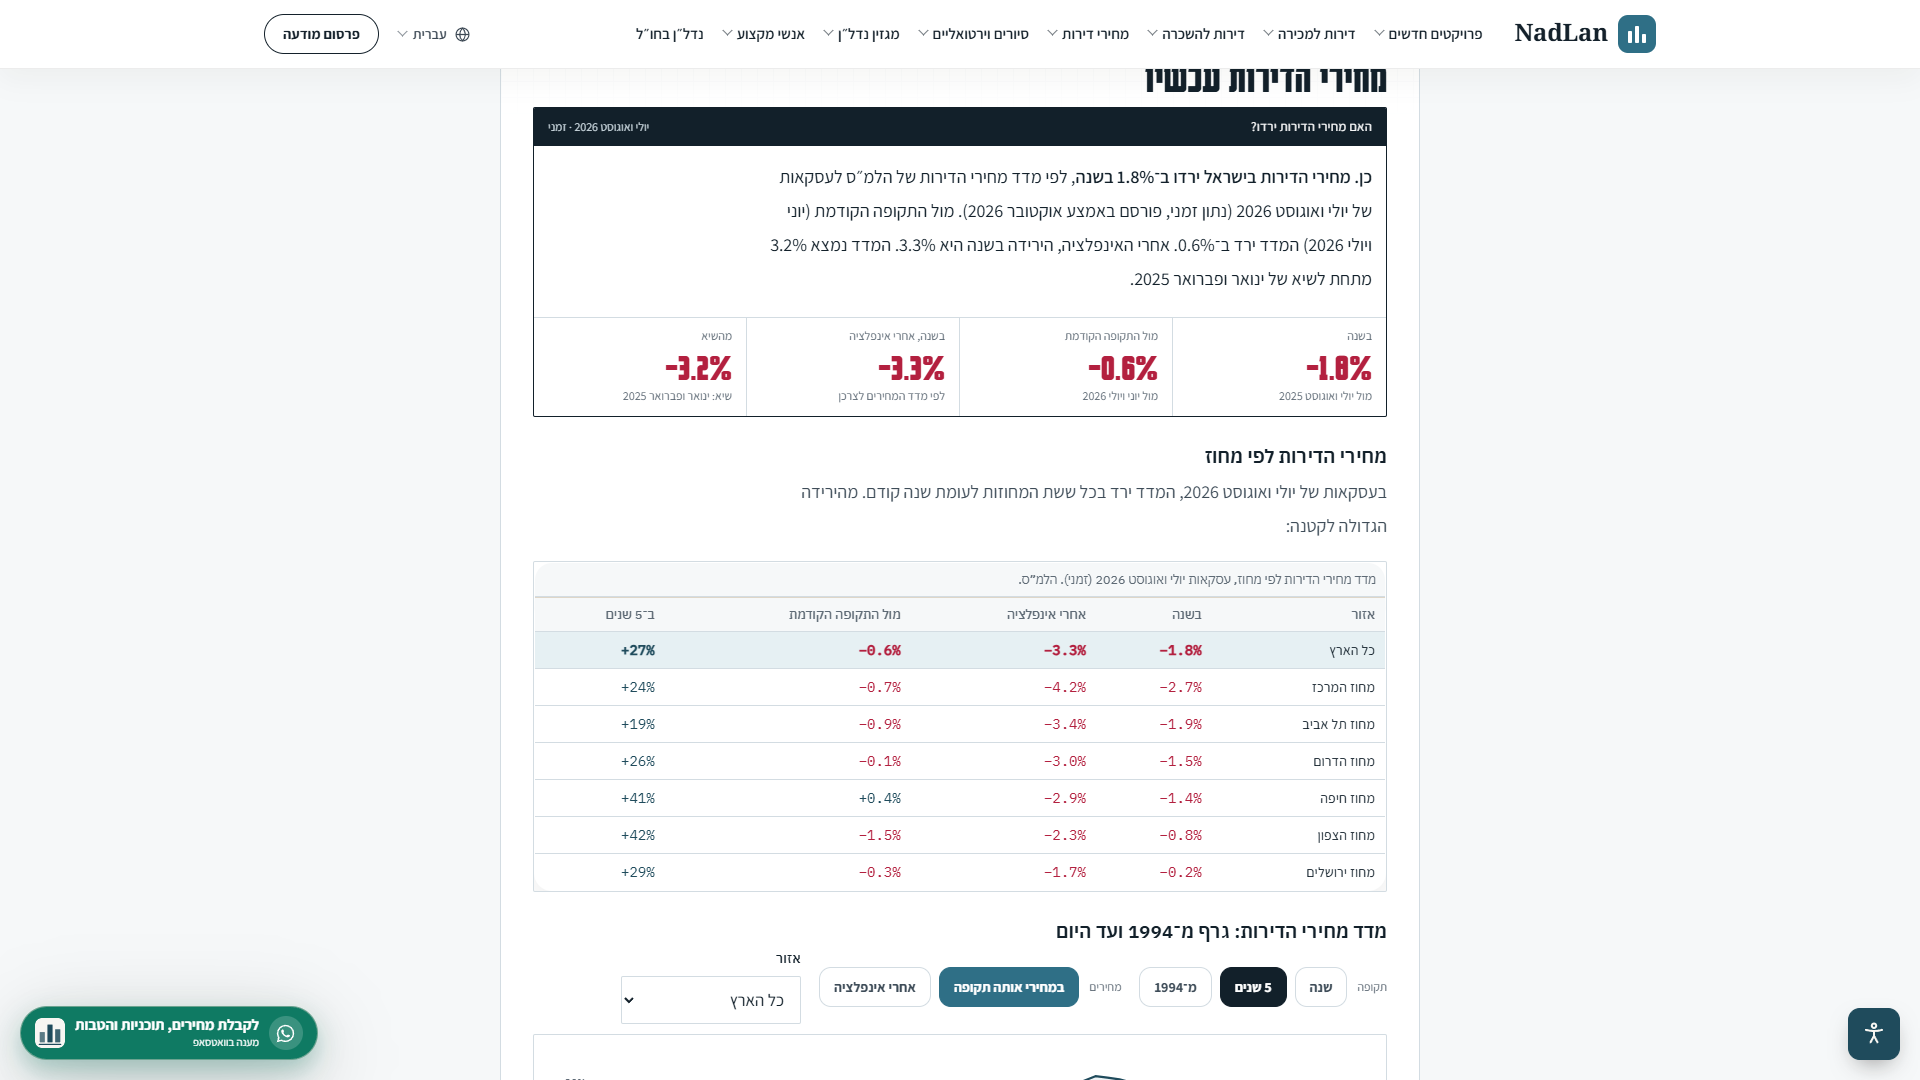 NadLan
פרויקטים חדשים
דירות למכירה
דירות להשכרה
מחירי דירות
סיורים וירטואליים
מגזין נדל״ן
אנשי מקצוע
נדל״ן בחו״ל
עברית
פרסום מודעה
מחירי הדירות עכשיו
האם מחירי הדירות ירדו?
יולי ואוגוסט 2026 · זמני
כן. מחירי הדירות בישראל ירדו ב־1.8% בשנה, לפי מדד מחירי הדירות של הלמ״ס לעסקאות
של יולי ואוגוסט 2026 (נתון זמני, פורסם באמצע אוקטובר 2026). מול התקופה הקודמת (יוני
ויולי 2026) המדד ירד ב־0.6%. אחרי האינפלציה, הירידה בשנה היא 3.3%. המדד נמצא 3.2%
מתחת לשיא של ינואר ופברואר 2025.
בשנה
−1.8%
מול יולי ואוגוסט 2025
מול התקופה הקודמת
−0.6%
מול יוני ויולי 2026
בשנה, אחרי אינפלציה
−3.3%
לפי מדד המחירים לצרכן
מהשיא
−3.2%
שיא: ינואר ופברואר 2025
מחירי הדירות לפי מחוז
בעסקאות של יולי ואוגוסט 2026, המדד ירד בכל ששת המחוזות לעומת שנה קודם. מהירידה
הגדולה לקטנה:
מדד מחירי הדירות לפי מחוז, עסקאות יולי ואוגוסט 2026 (זמני). הלמ״ס.
אזור בשנה אחרי אינפלציה מול התקופה הקודמת ב־5 שנים
כל הארץ −1.8% −3.3% −0.6% +27%
מחוז המרכז −2.7% −4.2% −0.7% +24%
מחוז תל אביב −1.9% −3.4% −0.9% +19%
מחוז הדרום −1.5% −3.0% −0.1% +26%
מחוז חיפה −1.4% −2.9% +0.4% +41%
מחוז הצפון −0.8% −2.3% −1.5% +42%
מחוז ירושלים −0.2% −1.7% −0.3% +29%
מדד מחירי הדירות: גרף מ־1994 ועד היום
תקופה
שנה
5 שנים
מ־1994
מחירים
במחירי אותה תקופה
אחרי אינפלציה
אזור
כל הארץ
לקבלת מחירים, תוכניות והטבות
מענה בוואטסאפ